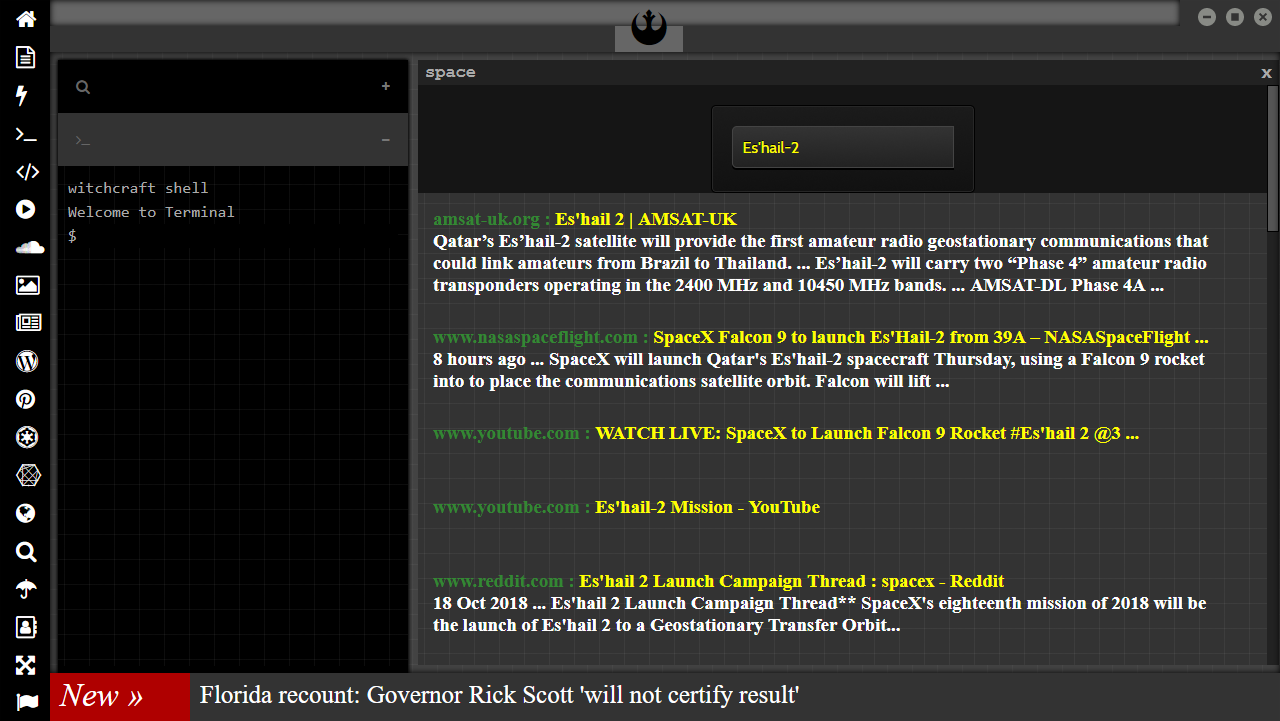 space
x
Es'hail-2
>_
witchcraft shell
Welcome to Terminal
$
amsat-uk.org : Es'hail 2 | AMSAT-UK
Qatar’s Es’hail-2 satellite will provide the first amateur radio geostationary communications that
could link amateurs from Brazil to Thailand. ... Es’hail-2 will carry two “Phase 4” amateur radio
transponders operating in the 2400 MHz and 10450 MHz bands. ... AMSAT-DL Phase 4A ...
www.nasaspaceflight.com : SpaceX Falcon 9 to launch Es'Hail-2 from 39A – NASASpaceFlight ...
8 hours ago ... SpaceX will launch Qatar's Es'hail-2 spacecraft Thursday, using a Falcon 9 rocket
into to place the communications satellite orbit. Falcon will lift ...
www.youtube.com : WATCH LIVE: SpaceX to Launch Falcon 9 Rocket #Es'hail 2 @3 ...
www.youtube.com : Es'hail-2 Mission - YouTube
www.reddit.com : Es'hail 2 Launch Campaign Thread : spacex - Reddit
18 Oct 2018 ... Es'hail 2 Launch Campaign Thread** SpaceX's eighteenth mission of 2018 will be
the launch of Es'hail 2 to a Geostationary Transfer Orbit...
New » Florida recount: Governor Rick Scott 'will not certify result'